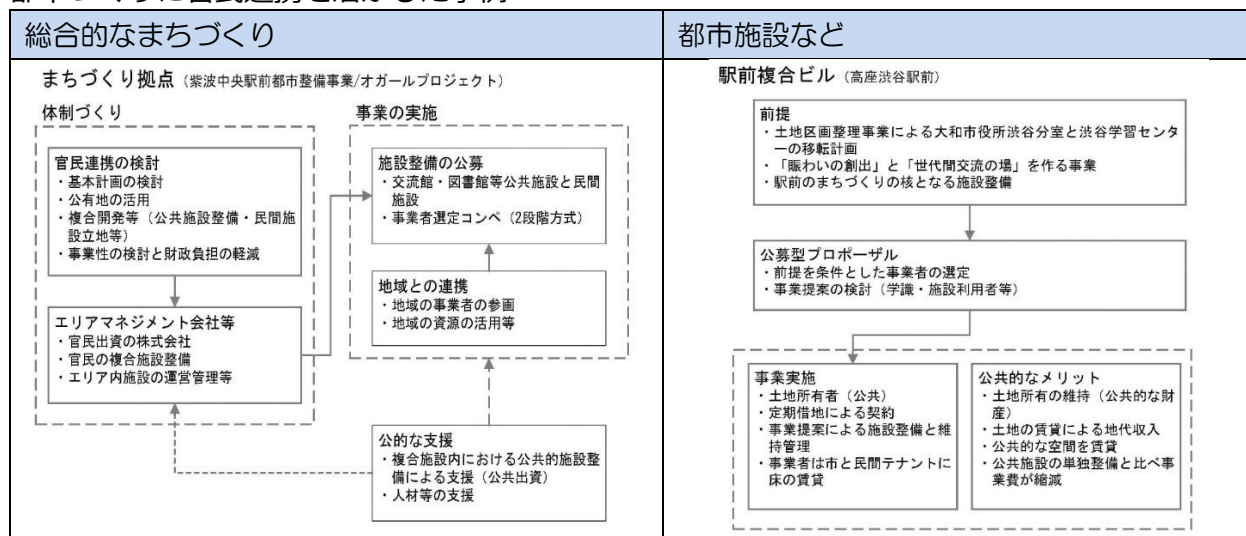 都市づくりに官民連携を活かした事例
総合的なまちづくり
まちづくり拠点（紫波中央駅前都市整備事業/オガールプロジェクト）
体制づくり
官民連携の検討
・基本計画の検討
・公有地の活用
・複合開発等（公共施設整備・民間施
設立地等）
・事業性の検討と財政負担の軽減
エリアマネジメント会社等
・官民出資の株式会社
・官民の複合施設整備
・エリア内施設の運営管理等
事業の実施
施設整備の公募
・交流館・図書館等公共施設と民間
施設
・事業者選定コンペ（2段階方式）
地域との連携
・地域の事業者の参画
・地域の資源の活用等
公的な支援
・複合施設内における公共的施設整
備による支援（公共出資）
・人材等の支援
都市施設など
駅前複合ビル（高座渋谷駅前）
前提
・土地区画整理事業による大和市役所渋谷分室と渋谷学習センタ
ーの移転計画
・「賑わいの創出」と「世代間交流の場」を作る事業
・駅前のまちづくりの核となる施設整備
公募型プロポーザル
・前提を条件とした事業者の選定
・事業提案の検討（学識・施設利用者等）
事業実施
・土地所有者（公共）
・定期借地による契約
・事業提案による施設整備と維
持管理
・事業者は市と民間テナントに
床の賃貸
公共的なメリット
・土地所有の維持（公共的な財
産）
・土地の賃貸による地代収入
・公共的な空間を賃貸
・公共施設の単独整備と比べ事
業費が縮減